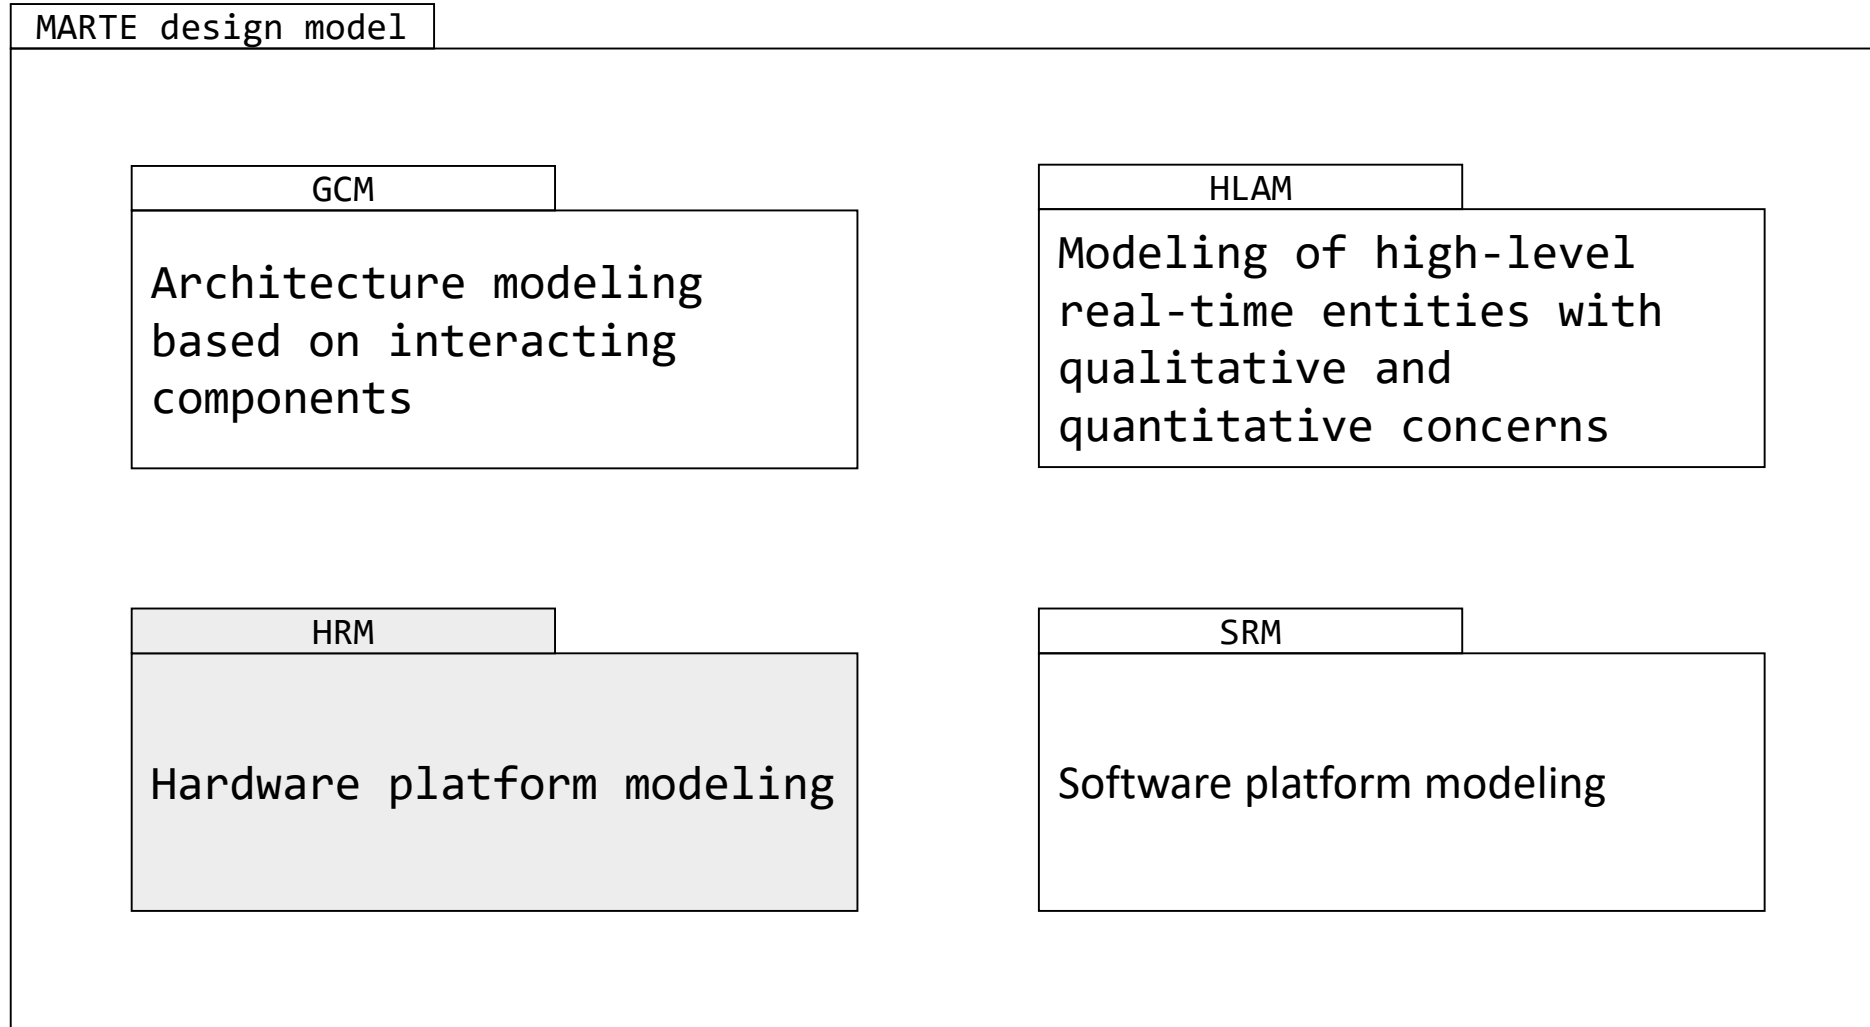 MARTE design model
GCM
Architecture modeling
based on interacting
components
HLAM
Modeling of high-level
real-time entities with
qualitative and
quantitative concerns
HRM
Hardware platform modeling
SRM
Software platform modeling